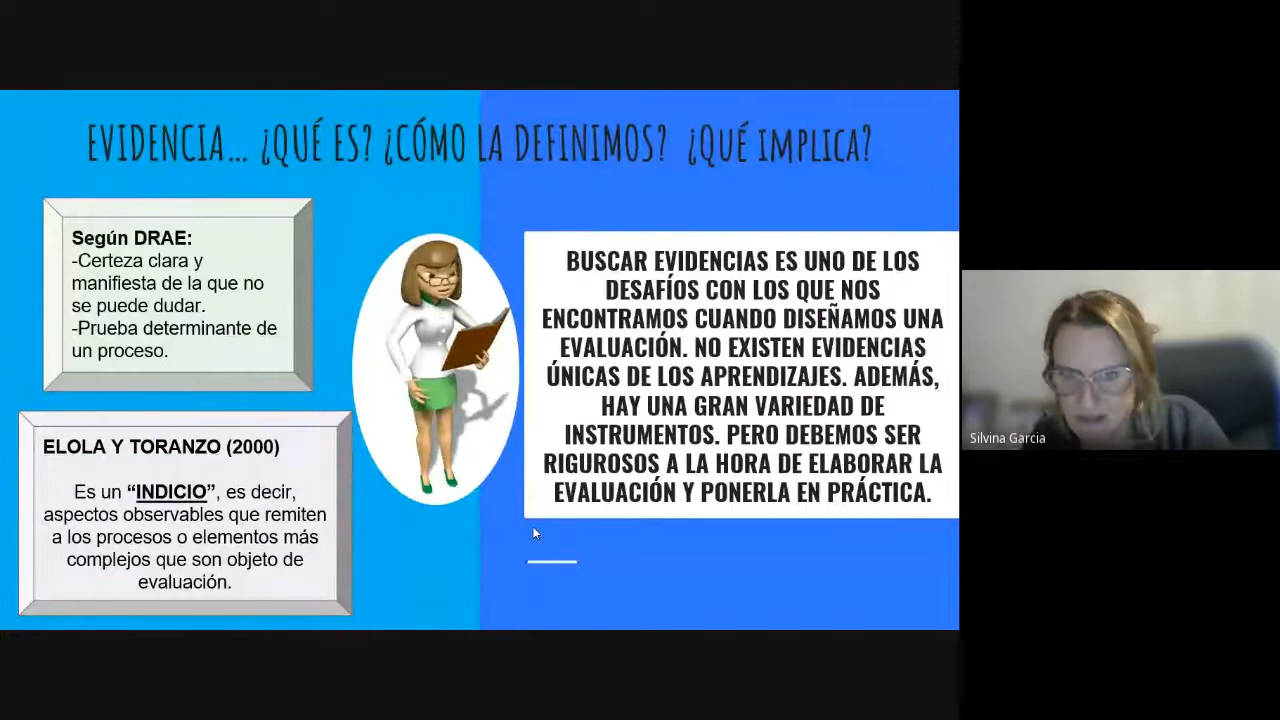 EVIDENCIA... ¿QUÉ ES? ¿CÓMO LA DEFINIMOS? ¿Qué implica?
Según DRAE:
-Certeza clara y
manifiesta de la que no
se puede dudar.
-Prueba determinante de
un proceso.
ELOLA Y TORANZO (2000)
Es un “INDICIO”, es decir,
aspectos observables que remiten
a los procesos o elementos más
complejos que son objeto de
evaluación.
BUSCAR EVIDENCIAS ES UNO DE LOS
DESAFÍOS CON LOS QUE NOS
ENCONTRAMOS CUANDO DISEÑAMOS UNA
EVALUACIÓN. NO EXISTEN EVIDENCIAS
ÚNICAS DE LOS APRENDIZAJES. ADEMÁS,
HAY UNA GRAN VARIEDAD DE
INSTRUMENTOS. PERO DEBEMOS SER
RIGUROSOS A LA HORA DE ELABORAR LA
EVALUACIÓN Y PONERLA EN PRÁCTICA.
Silvina Garcia